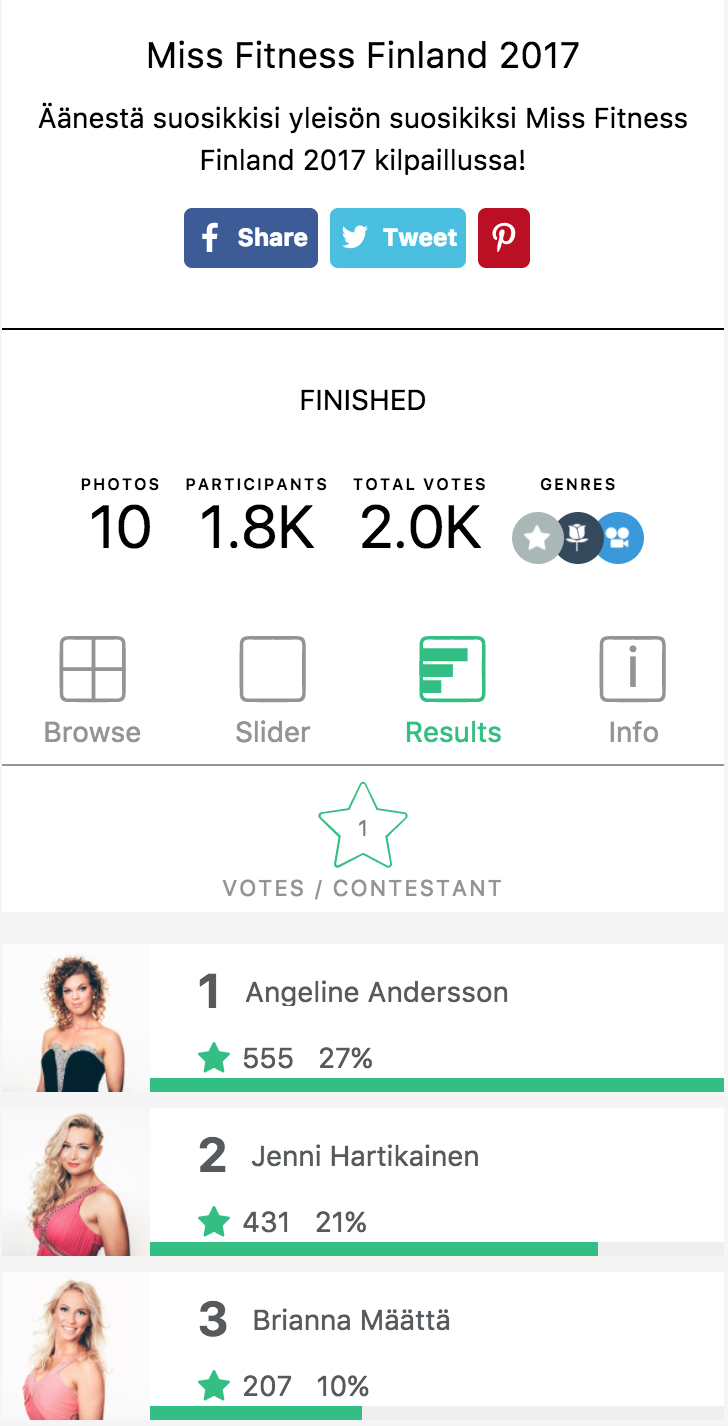 Miss Fitness Finland 2017
Äänestä suosikkisi yleisön suosikiksi Miss Fitness
Finland 2017 kilpaillussa!
Share Tweet
FINISHED
PHOTOS PARTICIPANTS TOTAL VOTES GENRES
10 1.8K 2.0K
Browse Slider Results Info
1
VOTES / CONTESTANT
1 Angeline Andersson
555 27%
2 Jenni Hartikainen
431 21%
3 Brianna Määttä
207 10%